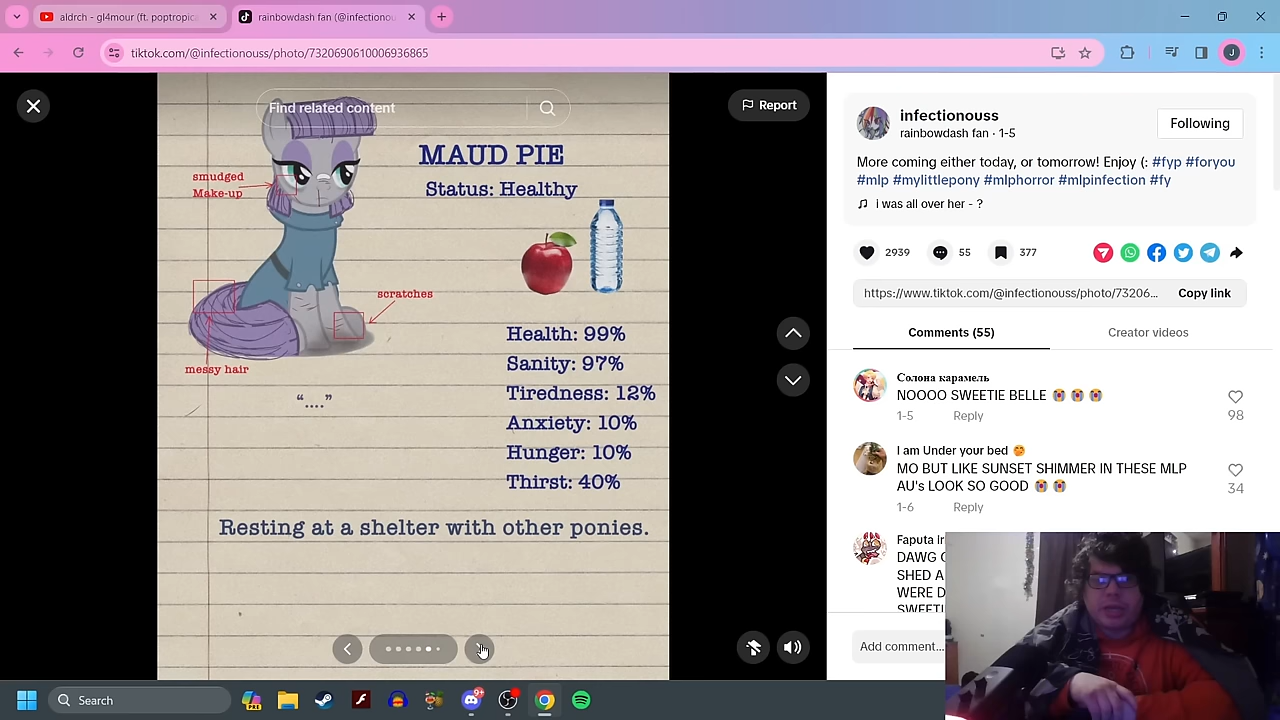 aldrch - gl4mour (ft. poptropic
rainbowdash fan (@infectionou
tiktok.com/@infectionouss/photo/7320690610006936865
J
Find related content
Report
MAUD PIE
Status: Healthy
smudged
Make-up
scratches
messy hair
“....”
Health: 99%
Sanity: 97%
Tiredness: 12%
Anxiety: 10%
Hunger: 10%
Thirst: 40%
Resting at a shelter with other ponies.
infectionouss
rainbowdash fan · 1-5
Following
More coming either today, or tomorrow! Enjoy (: #fyp #foryou
#mlp #mylittlepony #mlphorror #mlpinfection #fy
i was all over her - ?
2939
55
377
https://www.tiktok.com/@infectionouss/photo/73206...
Copy link
Comments (55)
Creator videos
Солона карамель
NOOOO SWEETIE BELLE 😭 😭 😭
1-5
Reply
98
I am Under your bed
MO BUT LIKE SUNSET SHIMMER IN THESE MLP
AU's LOOK SO GOOD 😭 😭
1-6
Reply
34
Faputa
DAWG
SHED A
WERE D
SWEETI
Add comment...
Search
PRE
9+